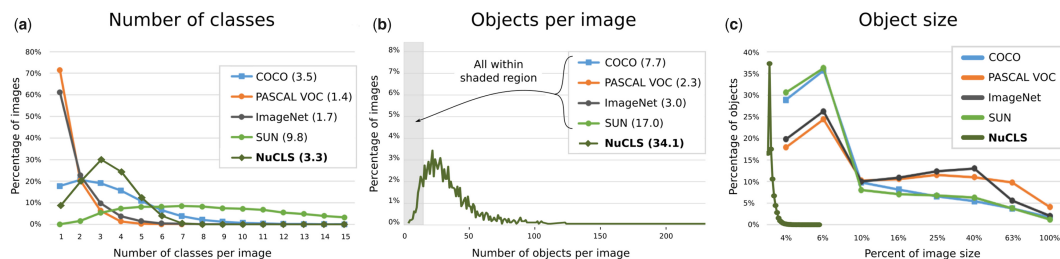 (a) Number of classes
Percentage of images
80%
70%
60%
50%
40%
30%
20%
10%
0%
COCO (3.5)
PASCAL VOC (1.4)
ImageNet (1.7)
SUN (9.8)
NuCLS (3.3)
1 2 3 4 5 6 7 8 9 10 11 12 13 14 15
Number of classes per image
(b) Objects per image
Percentage of images
8%
7%
6%
5%
4%
3%
2%
1%
0%
All within
shaded region
COCO (7.7)
PASCAL VOC (2.3)
ImageNet (3.0)
SUN (17.0)
NuCLS (34.1)
0 50 100 150 200
Number of objects per image
(c) Object size
Percentage of objects
40%
35%
30%
25%
20%
15%
10%
5%
0%
COCO
PASCAL VOC
ImageNet
SUN
NuCLS
4% 6% 10% 16% 25% 40% 63% 100%
Percent of image size